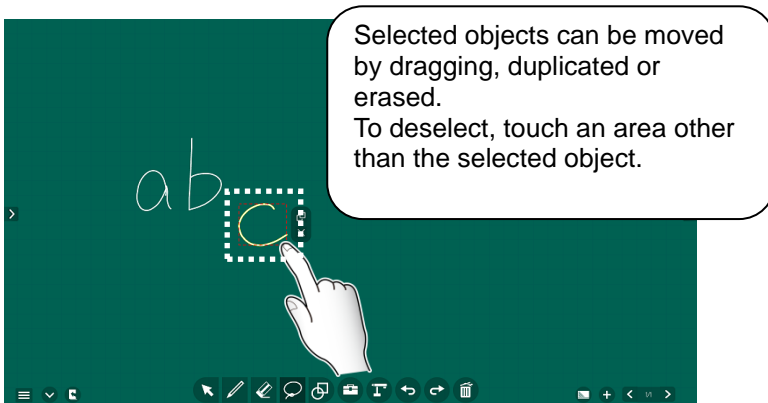 Selected objects can be moved
by dragging, duplicated or
erased.
To deselect, touch an area other
than the selected object.
ab
c